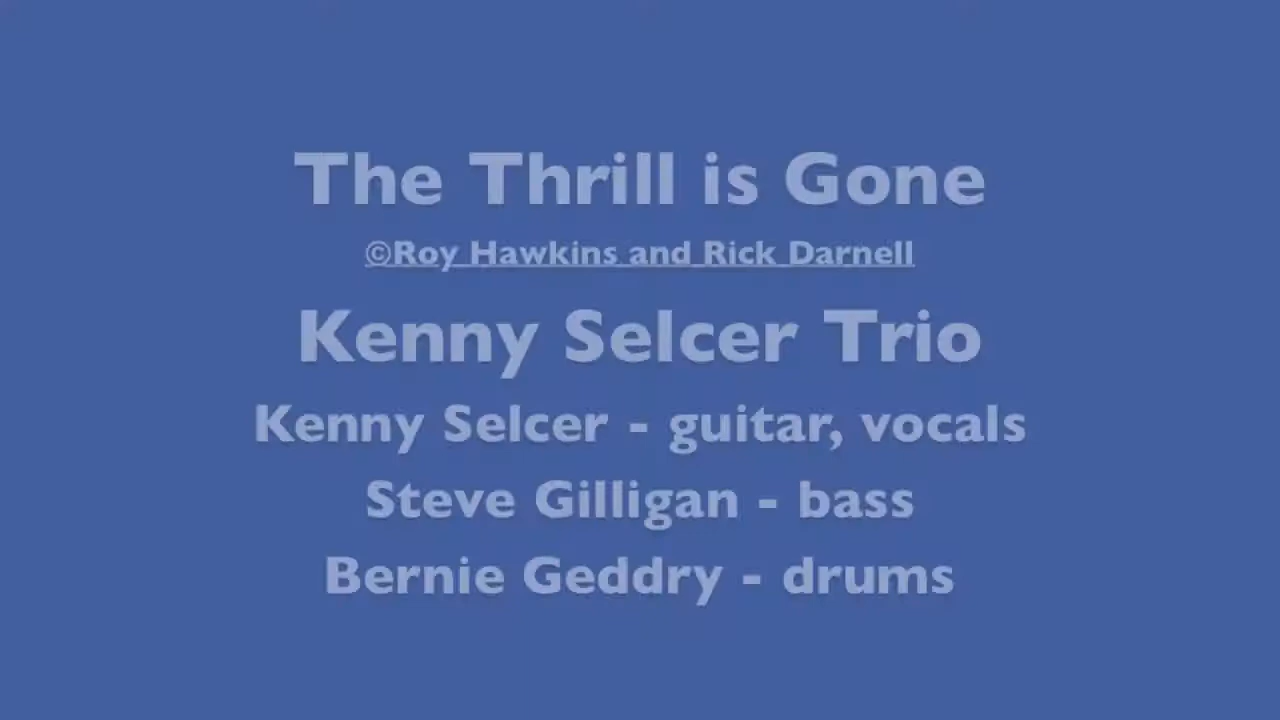 The Thrill is Gone
©Roy Hawkins and Rick Darnell
Kenny Selcer Trio
Kenny Selcer - guitar, vocals
Steve Gilligan - bass
Bernie Geddry - drums